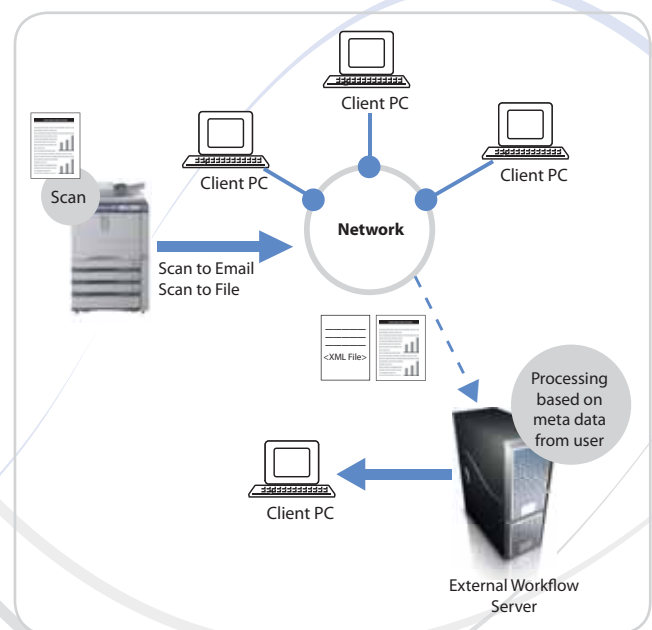 Client PC
Client PC
Client PC
Scan
Network
Scan to Email
Scan to File
<XML File>
Processing
based on
meta data
from user
Client PC
External Workflow
Server